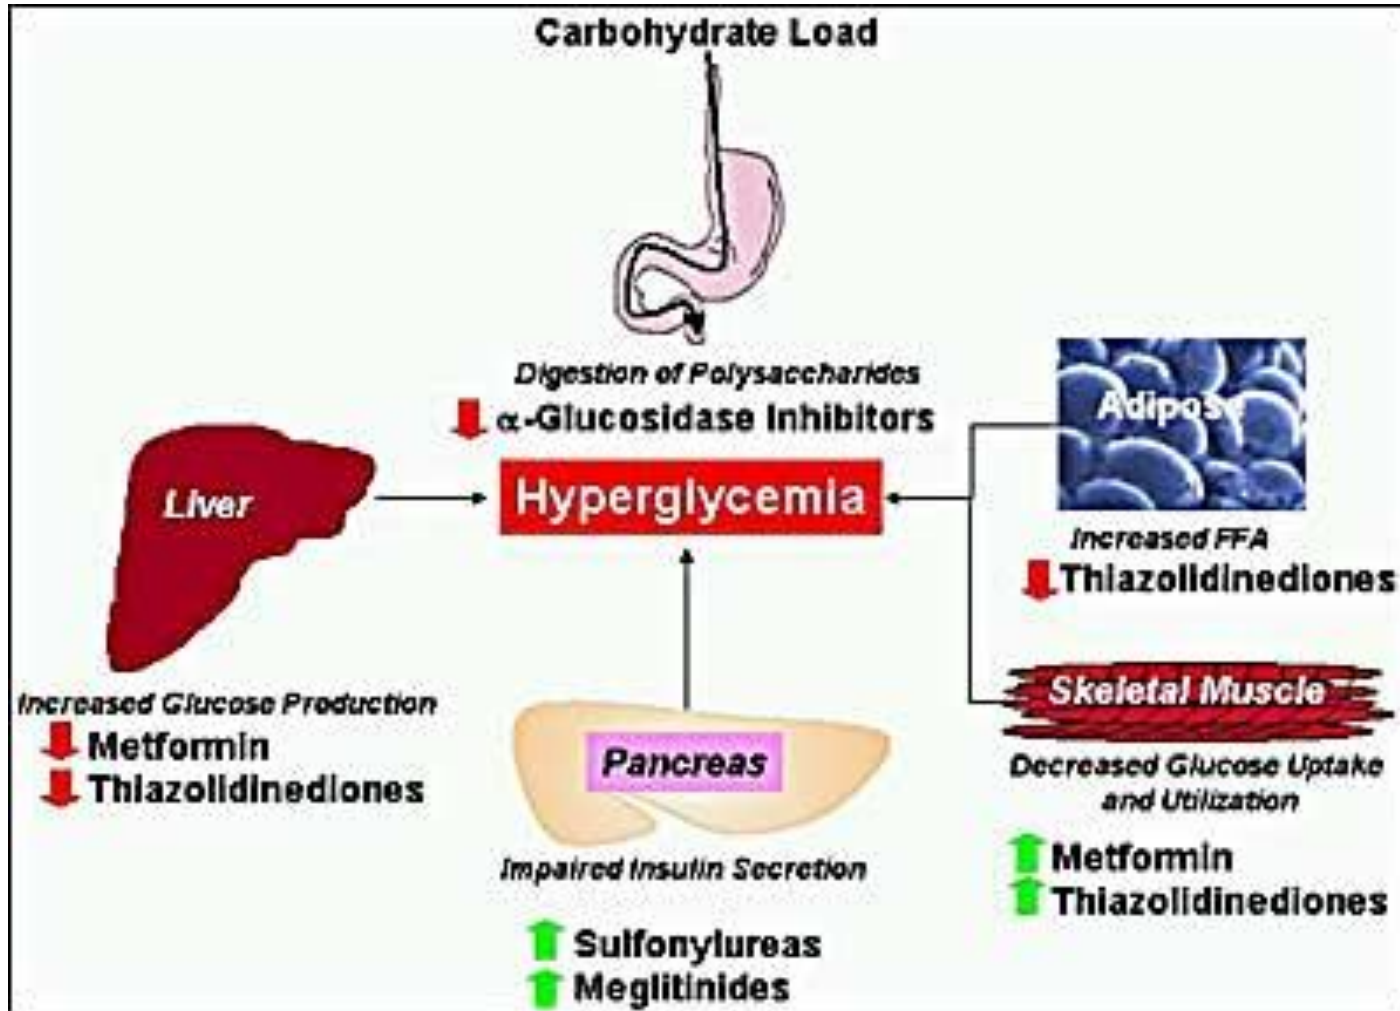 Carbohydrate Load
Digestion of Polysaccharides
α-Glucosidase Inhibitors
Hyperglycemia
Liver
Increased Glucose Production
Metformin
Thiazolidinediones
Pancreas
Impaired Insulin Secretion
Sulfonylureas
Meglitinides
Adipose
Increased FFA
Thiazolidinediones
Skeletal Muscle
Decreased Glucose Uptake
and Utilization
Metformin
Thiazolidinediones